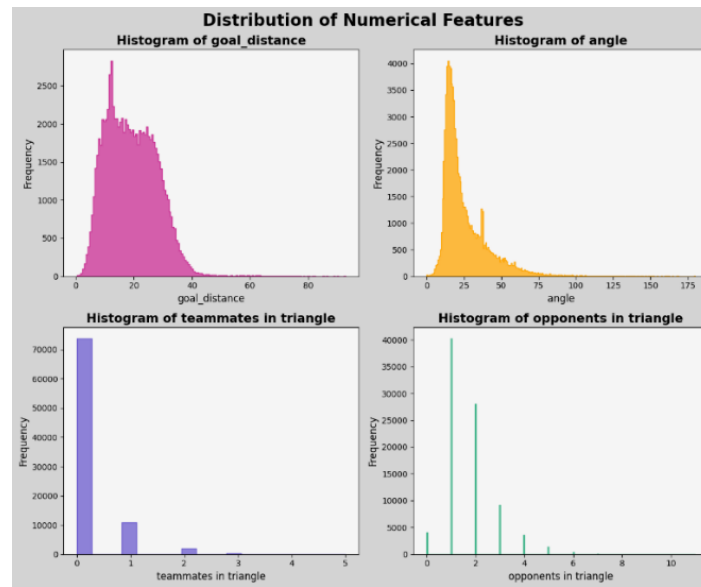 Distribution of Numerical Features
Histogram of goal_distance
Histogram of angle
Frequency
2500
2000
1500
1000
500
0
0 20 40 60 80
goal_distance
Frequency
4000
3500
3000
2500
2000
1500
1000
500
0
0 25 50 75 100 125 150 175
angle
Histogram of teammates in triangle
Histogram of opponents in triangle
Frequency
70000
60000
50000
40000
30000
20000
10000
0
0 1 2 3 4 5
teammates in triangle
Frequency
40000
35000
30000
25000
20000
15000
10000
5000
0
0 2 4 6 8 10
opponents in triangle